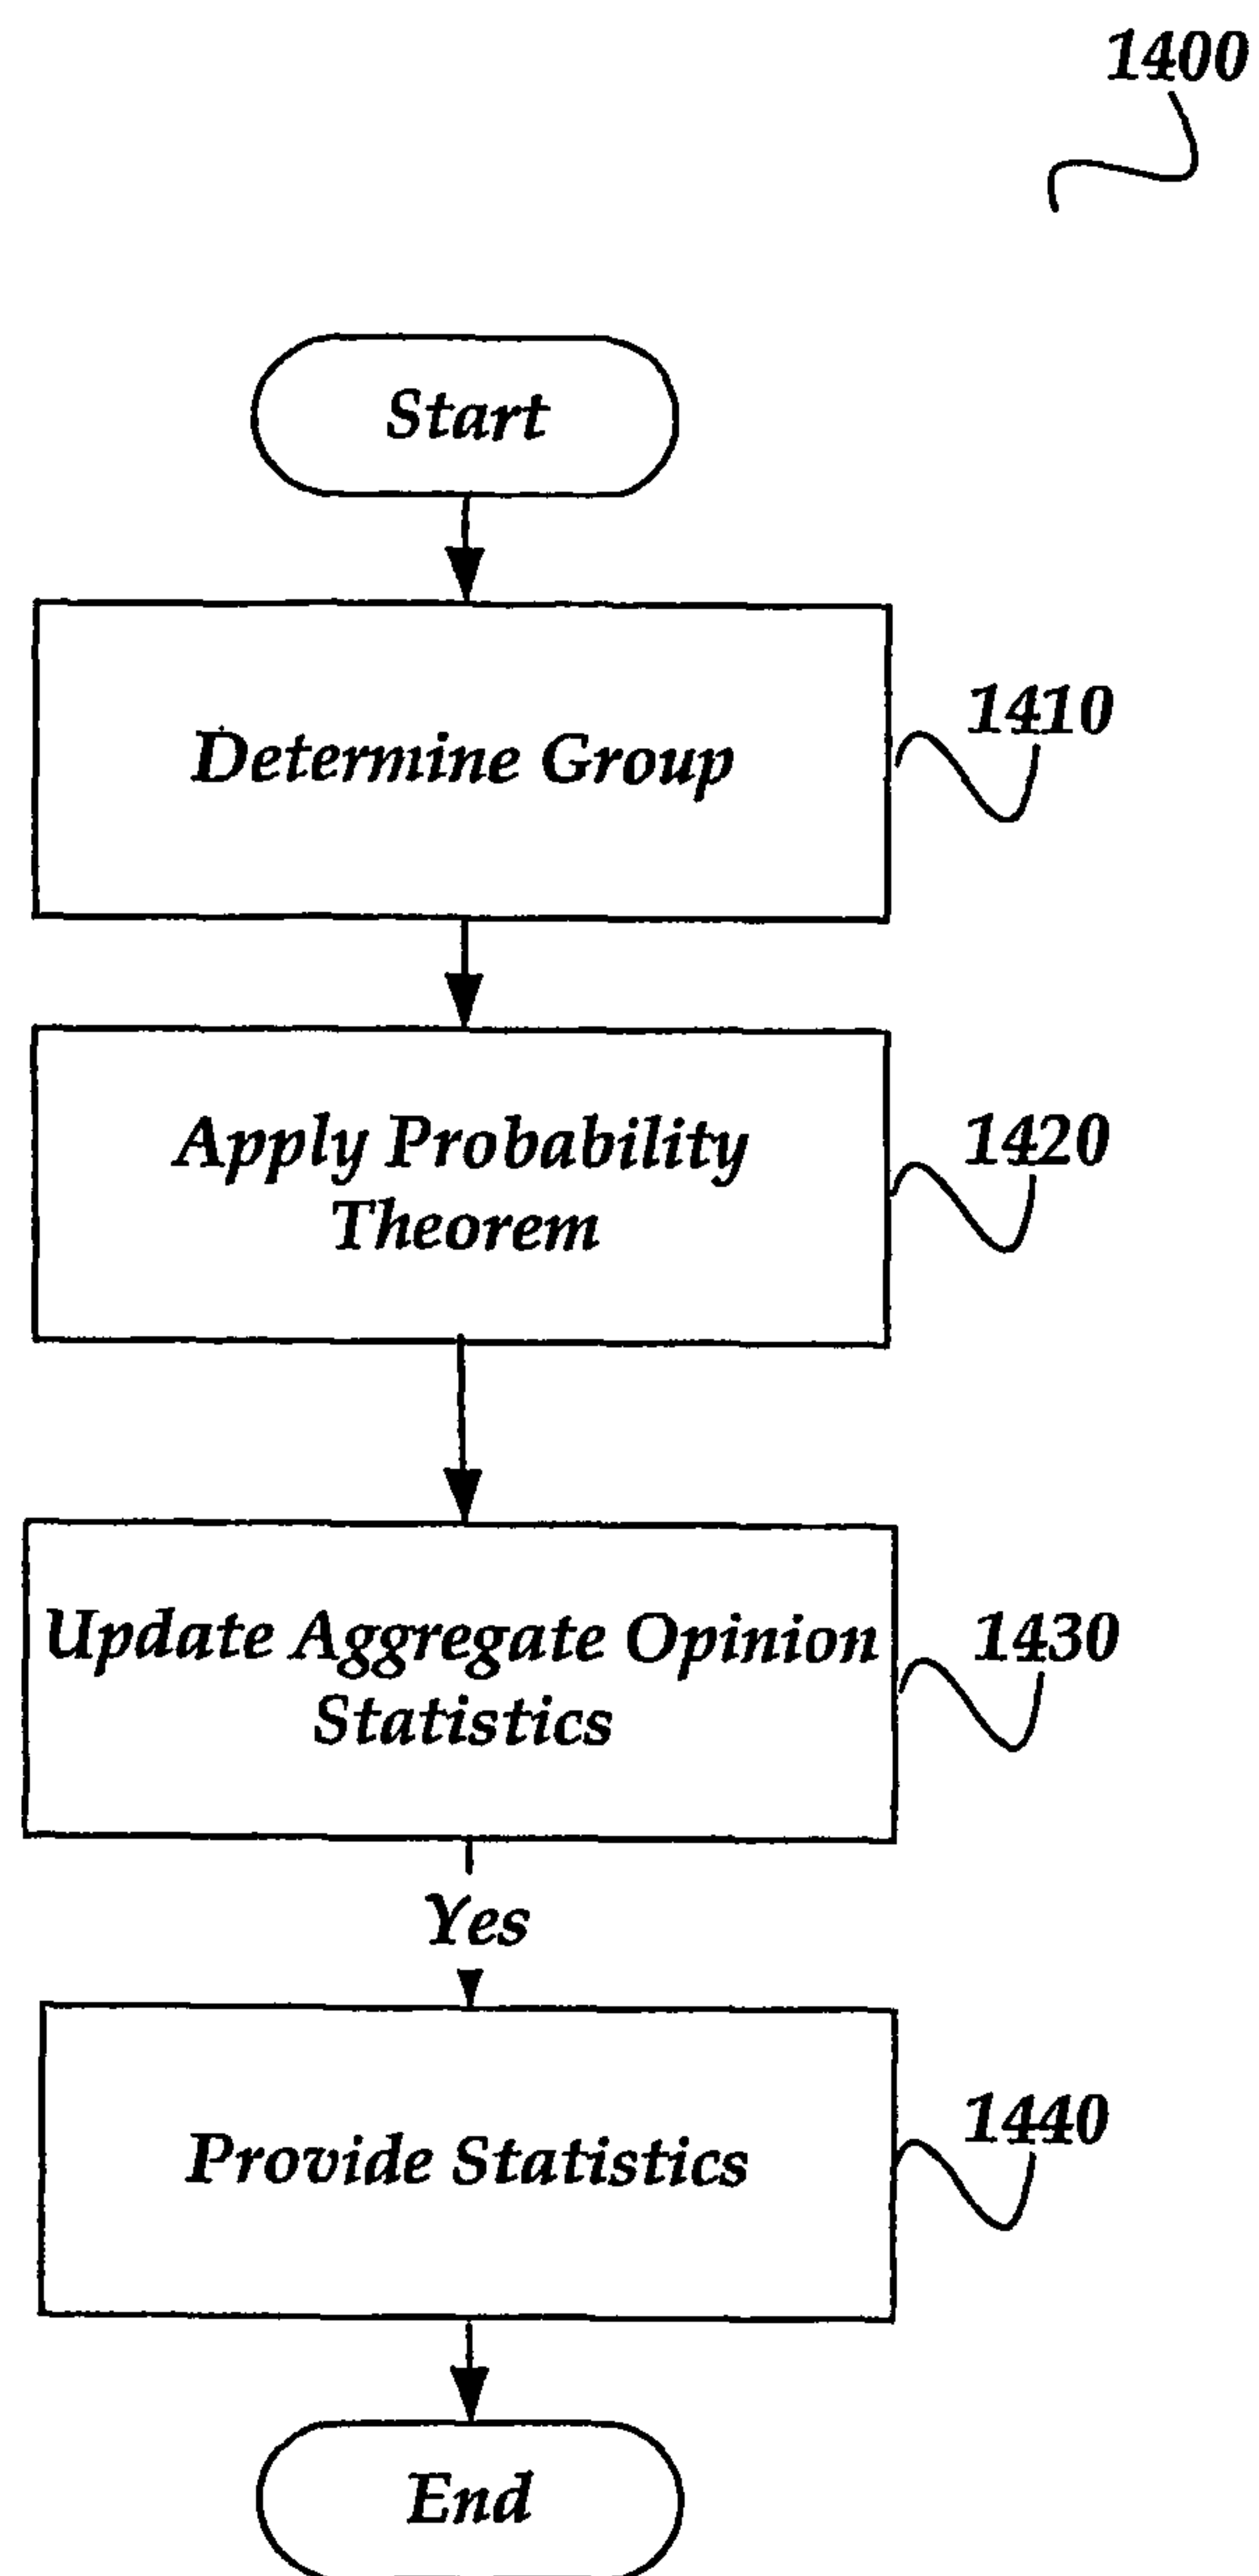 1400
Start
Determine Group
1410
Apply Probability
Theorem
1420
Update Aggregate Opinion
Statistics
1430
Yes
Provide Statistics
1440
End